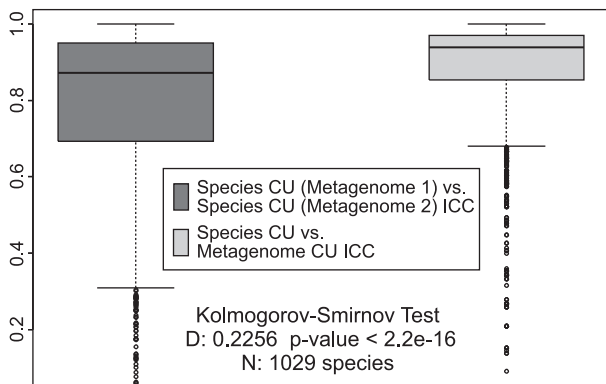 1.0
0.8
0.6
0.4
0.2
Species CU (Metagenome 1) vs.
Species CU (Metagenome 2) ICC
Species CU vs.
Metagenome CU ICC
Kolmogorov-Smirnov Test
D: 0.2256 p-value < 2.2e-16
N: 1029 species